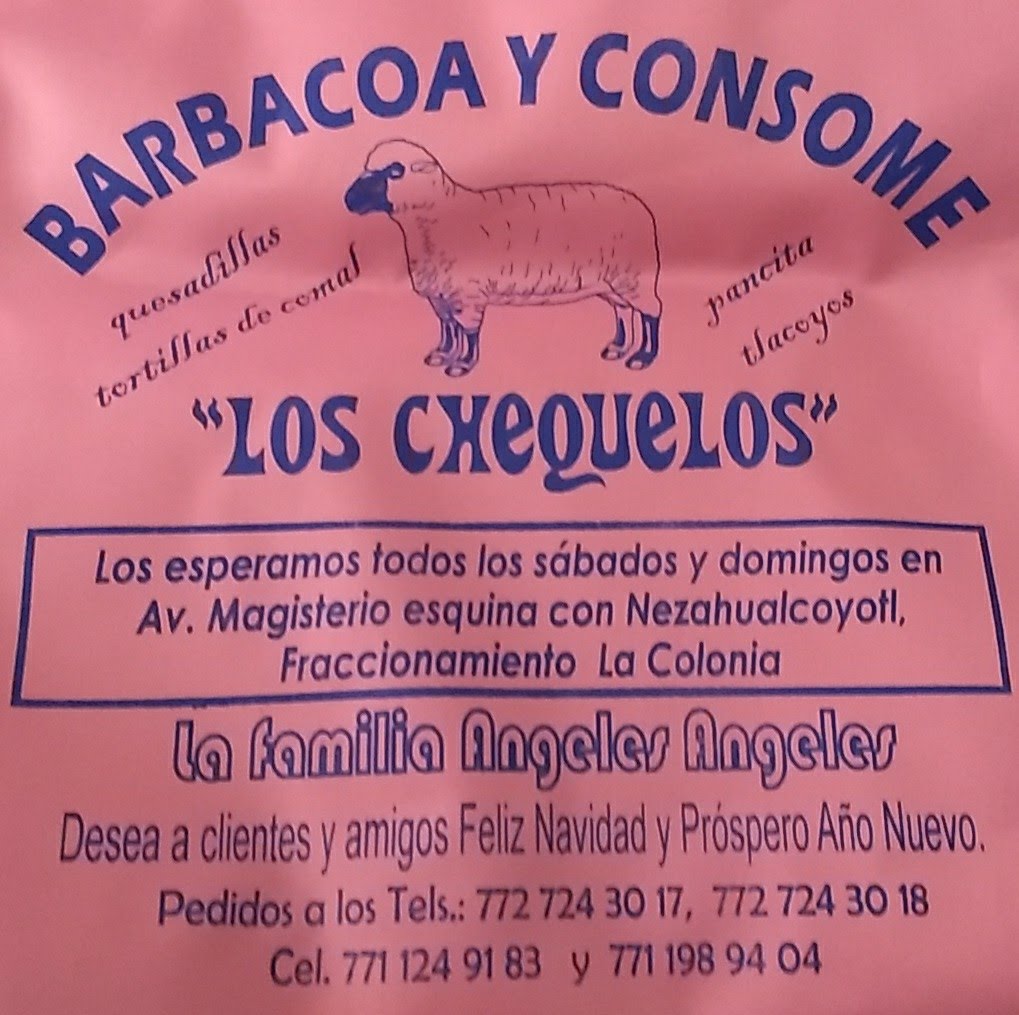 BARBACOA Y CONSOME
quesadillas
tortillas de comal
pancita
tlacoyos
"LOS CHEQUELOS"
Los esperamos todos los sábados y domingos en
Av. Magisterio esquina con Nezahualcoyotl,
Fraccionamiento La Colonia
La Familia Angeles Angeles
Desea a clientes y amigos Feliz Navidad y Próspero Año Nuevo.
Pedidos a los Tels.: 772 724 30 17, 772 724 30 18
Cel. 771 124 91 83 y 771 198 94 04